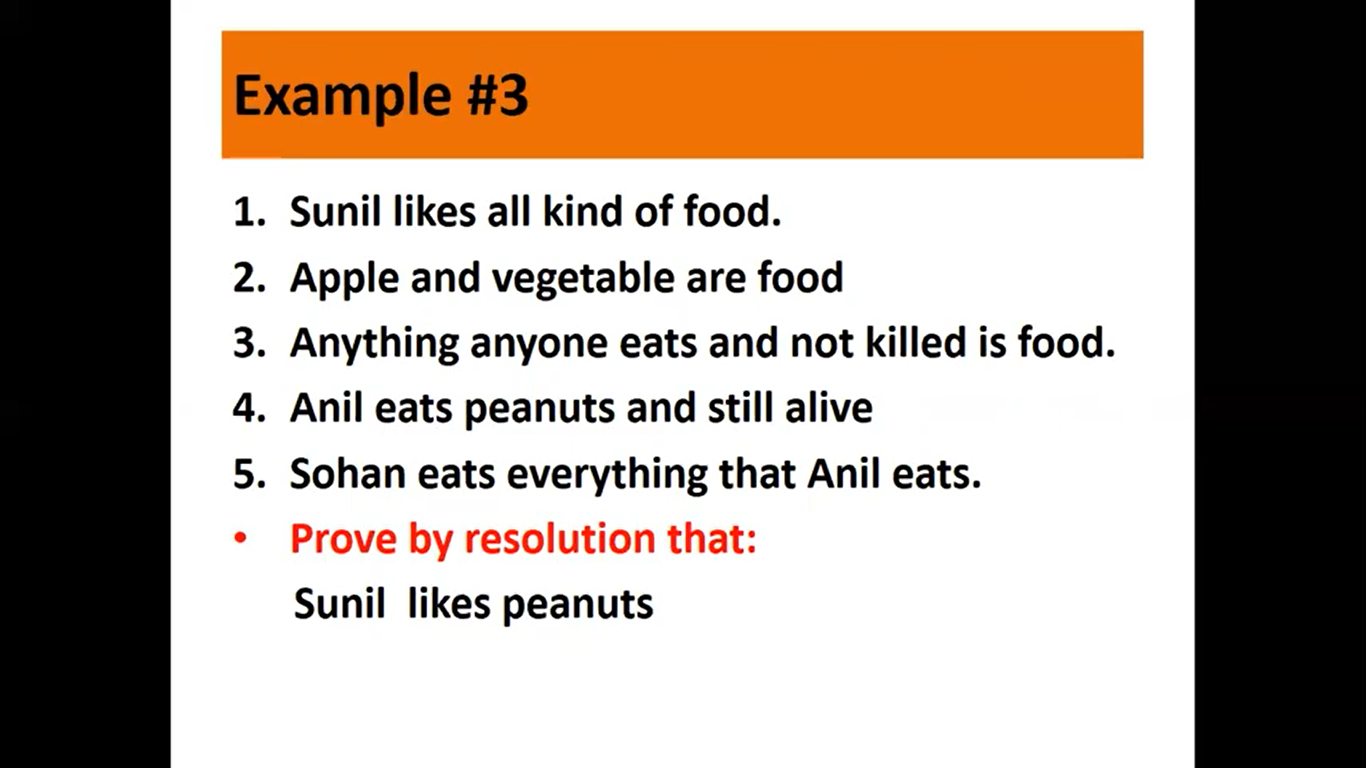 Example #3
1. Sunil likes all kind of food.
2. Apple and vegetable are food
3. Anything anyone eats and not killed is food.
4. Anil eats peanuts and still alive
5. Sohan eats everything that Anil eats.
• Prove by resolution that:
Sunil likes peanuts